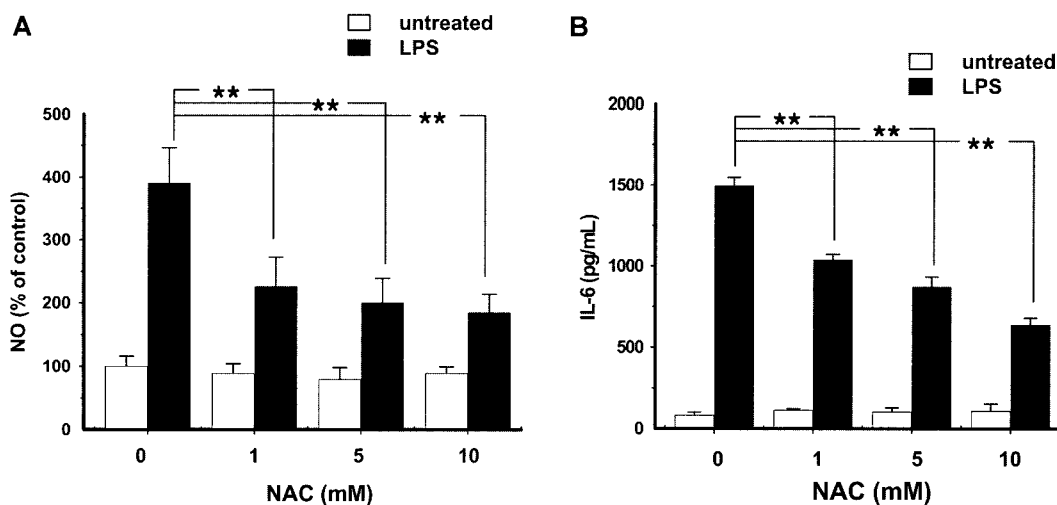 A
untreated
LPS
**
**
**
500
400
300
200
100
0
NO (% of control)
0 1 5 10
NAC (mM)
B
untreated
LPS
**
**
**
2000
1500
1000
500
0
IL-6 (pg/mL)
0 1 5 10
NAC (mM)